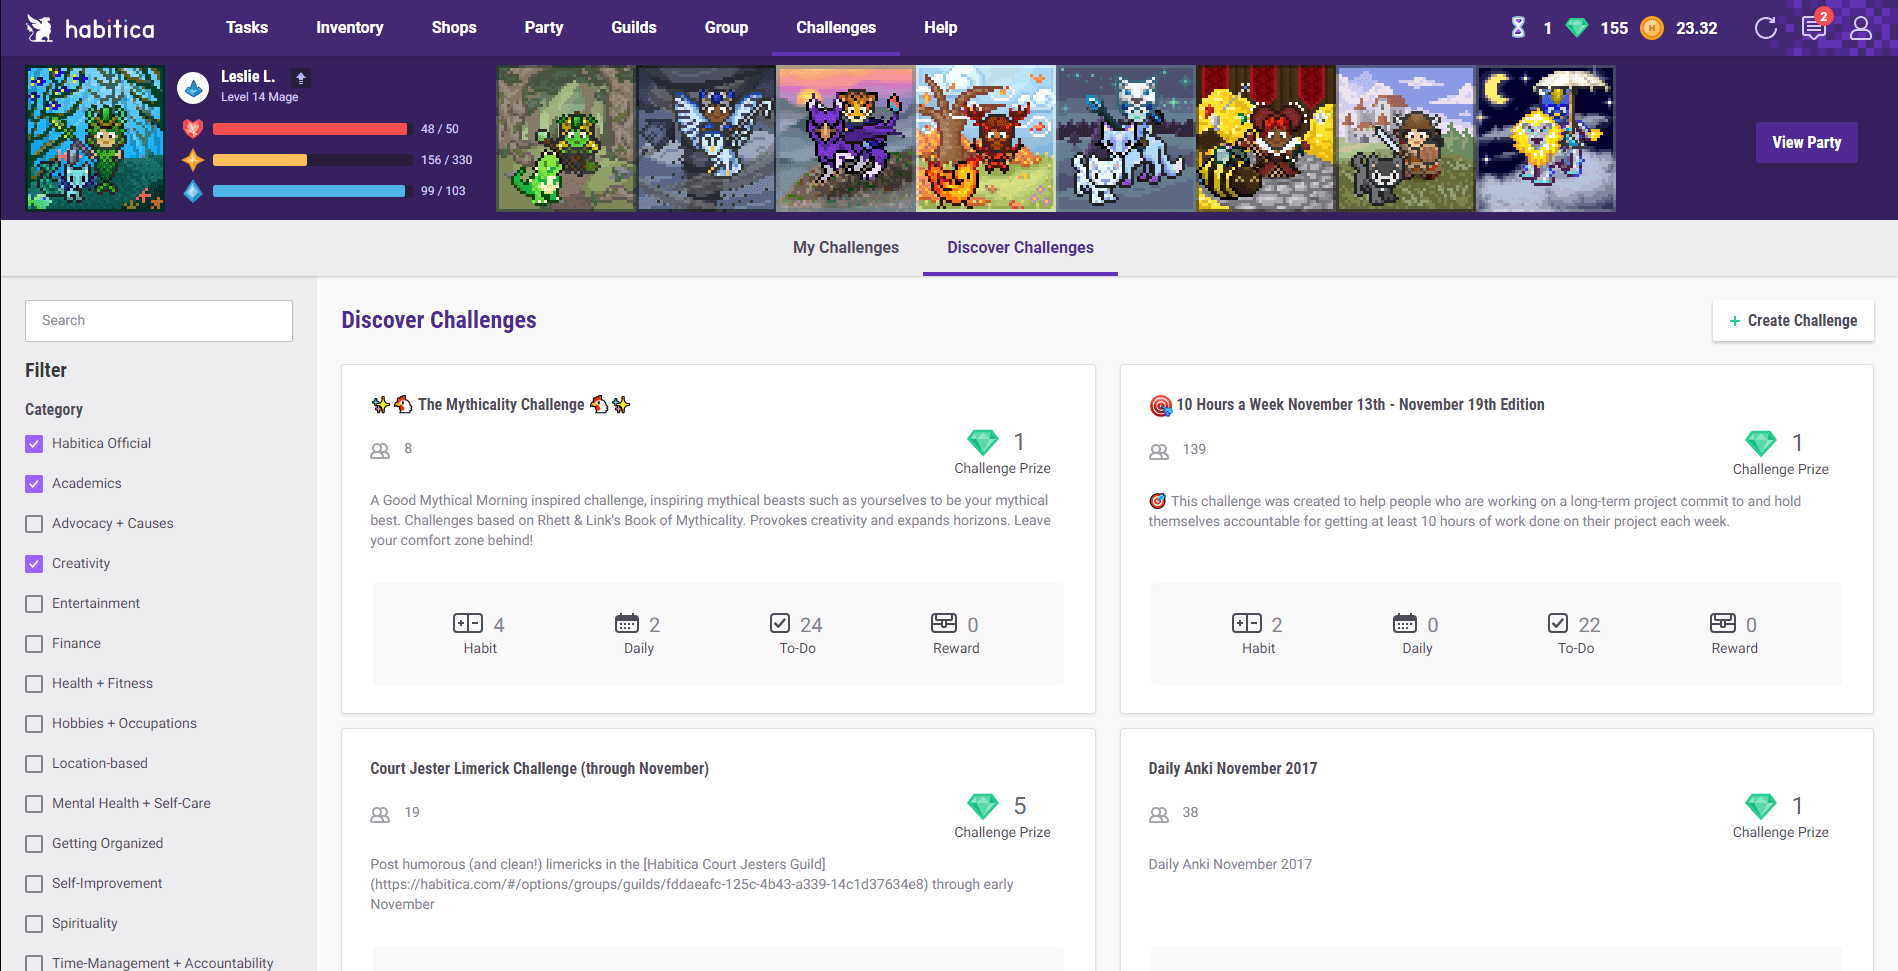 habitica Tasks Inventory Shops Party Guilds Group Challenges Help 1 155 23.32 2
Leslie L.
Level 14 Mage
48 / 50
156 / 330
99 / 103
View Party
My Challenges Discover Challenges
Search
Filter
Category
Habitica Official
Academics
Advocacy + Causes
Creativity
Entertainment
Finance
Health + Fitness
Hobbies + Occupations
Location-based
Mental Health + Self-Care
Getting Organized
Self-Improvement
Spirituality
Time-Management + Accountability
Discover Challenges
+ Create Challenge
The Mythicality Challenge
8
1
Challenge Prize
A Good Mythical Morning inspired challenge, inspiring mythical beasts such as yourselves to be your mythical
best. Challenges based on Rhett & Link's Book of Mythicality. Provokes creativity and expands horizons. Leave
your comfort zone behind!
4 2 24 0
Habit Daily To-Do Reward
10 Hours a Week November 13th - November 19th Edition
139
1
Challenge Prize
This challenge was created to help people who are working on a long-term project commit to and hold
themselves accountable for getting at least 10 hours of work done on their project each week.
2 0 22 0
Habit Daily To-Do Reward
Court Jester Limerick Challenge (through November)
19
5
Challenge Prize
Post humorous (and clean!) limericks in the [Habitica Court Jesters Guild]
(https://habitica.com/#/options/groups/guilds/fddaeafc-125c-4b43-a339-14c1d37634e8) through early
November
Daily Anki November 2017
38
1
Challenge Prize
Daily Anki November 2017